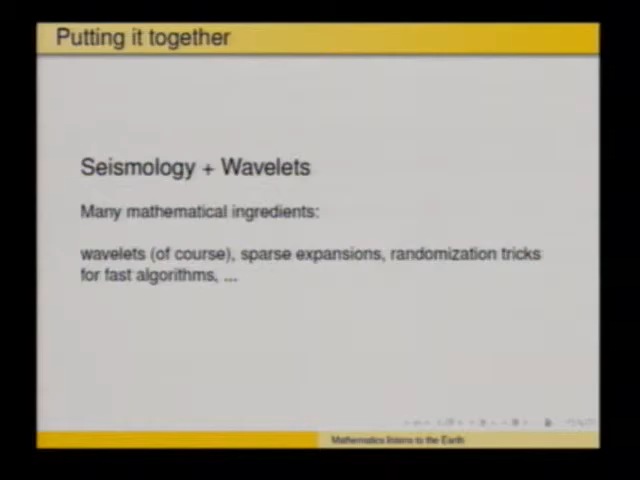 Putting it together
Seismology + Wavelets
Many mathematical ingredients:
wavelets (of course), sparse expansions, randomization tricks
for fast algorithms, ...
Mathematics listens to the Earth